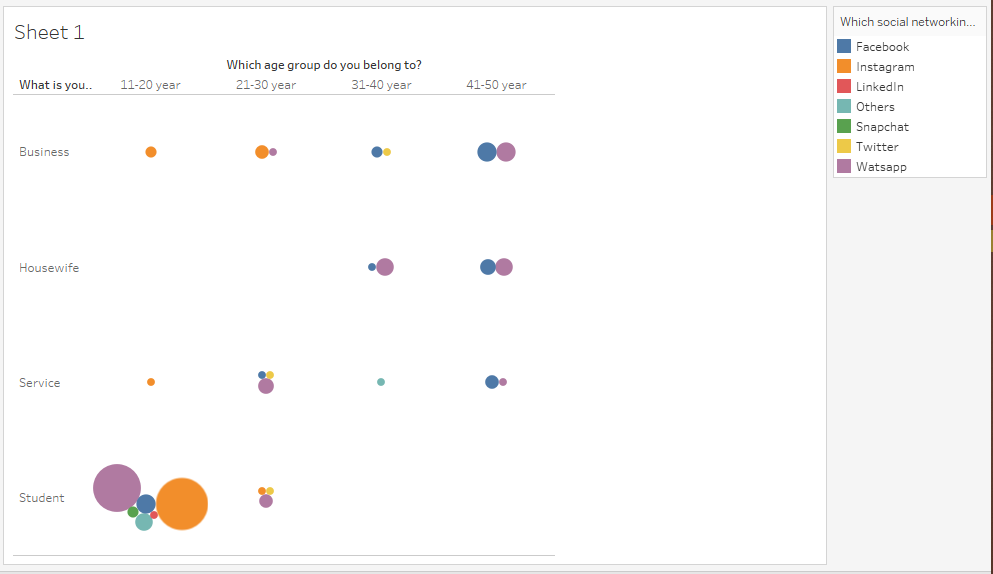 Sheet 1
Which age group do you belong to?
What is you.. 11-20 year 21-30 year 31-40 year 41-50 year
Business
Housewife
Service
Student
Which social networkin...
Facebook
Instagram
LinkedIn
Others
Snapchat
Twitter
Watsapp